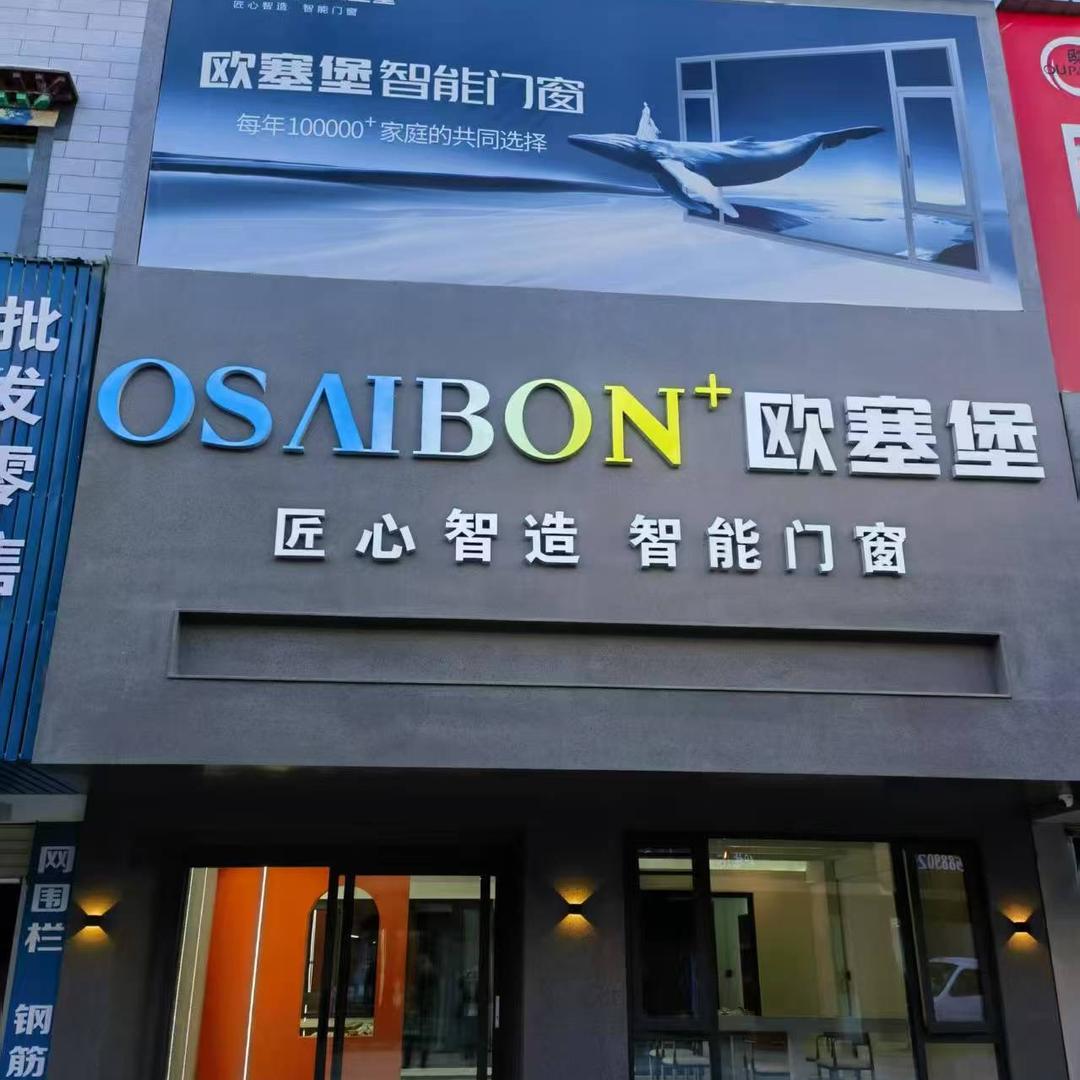 匠心智造 智能门窗
欧塞堡智能门窗
每年100000+家庭的共同选择
OSAIBON+欧塞堡
匠心智造 智能门窗
批发零售
网围栏
钢筋